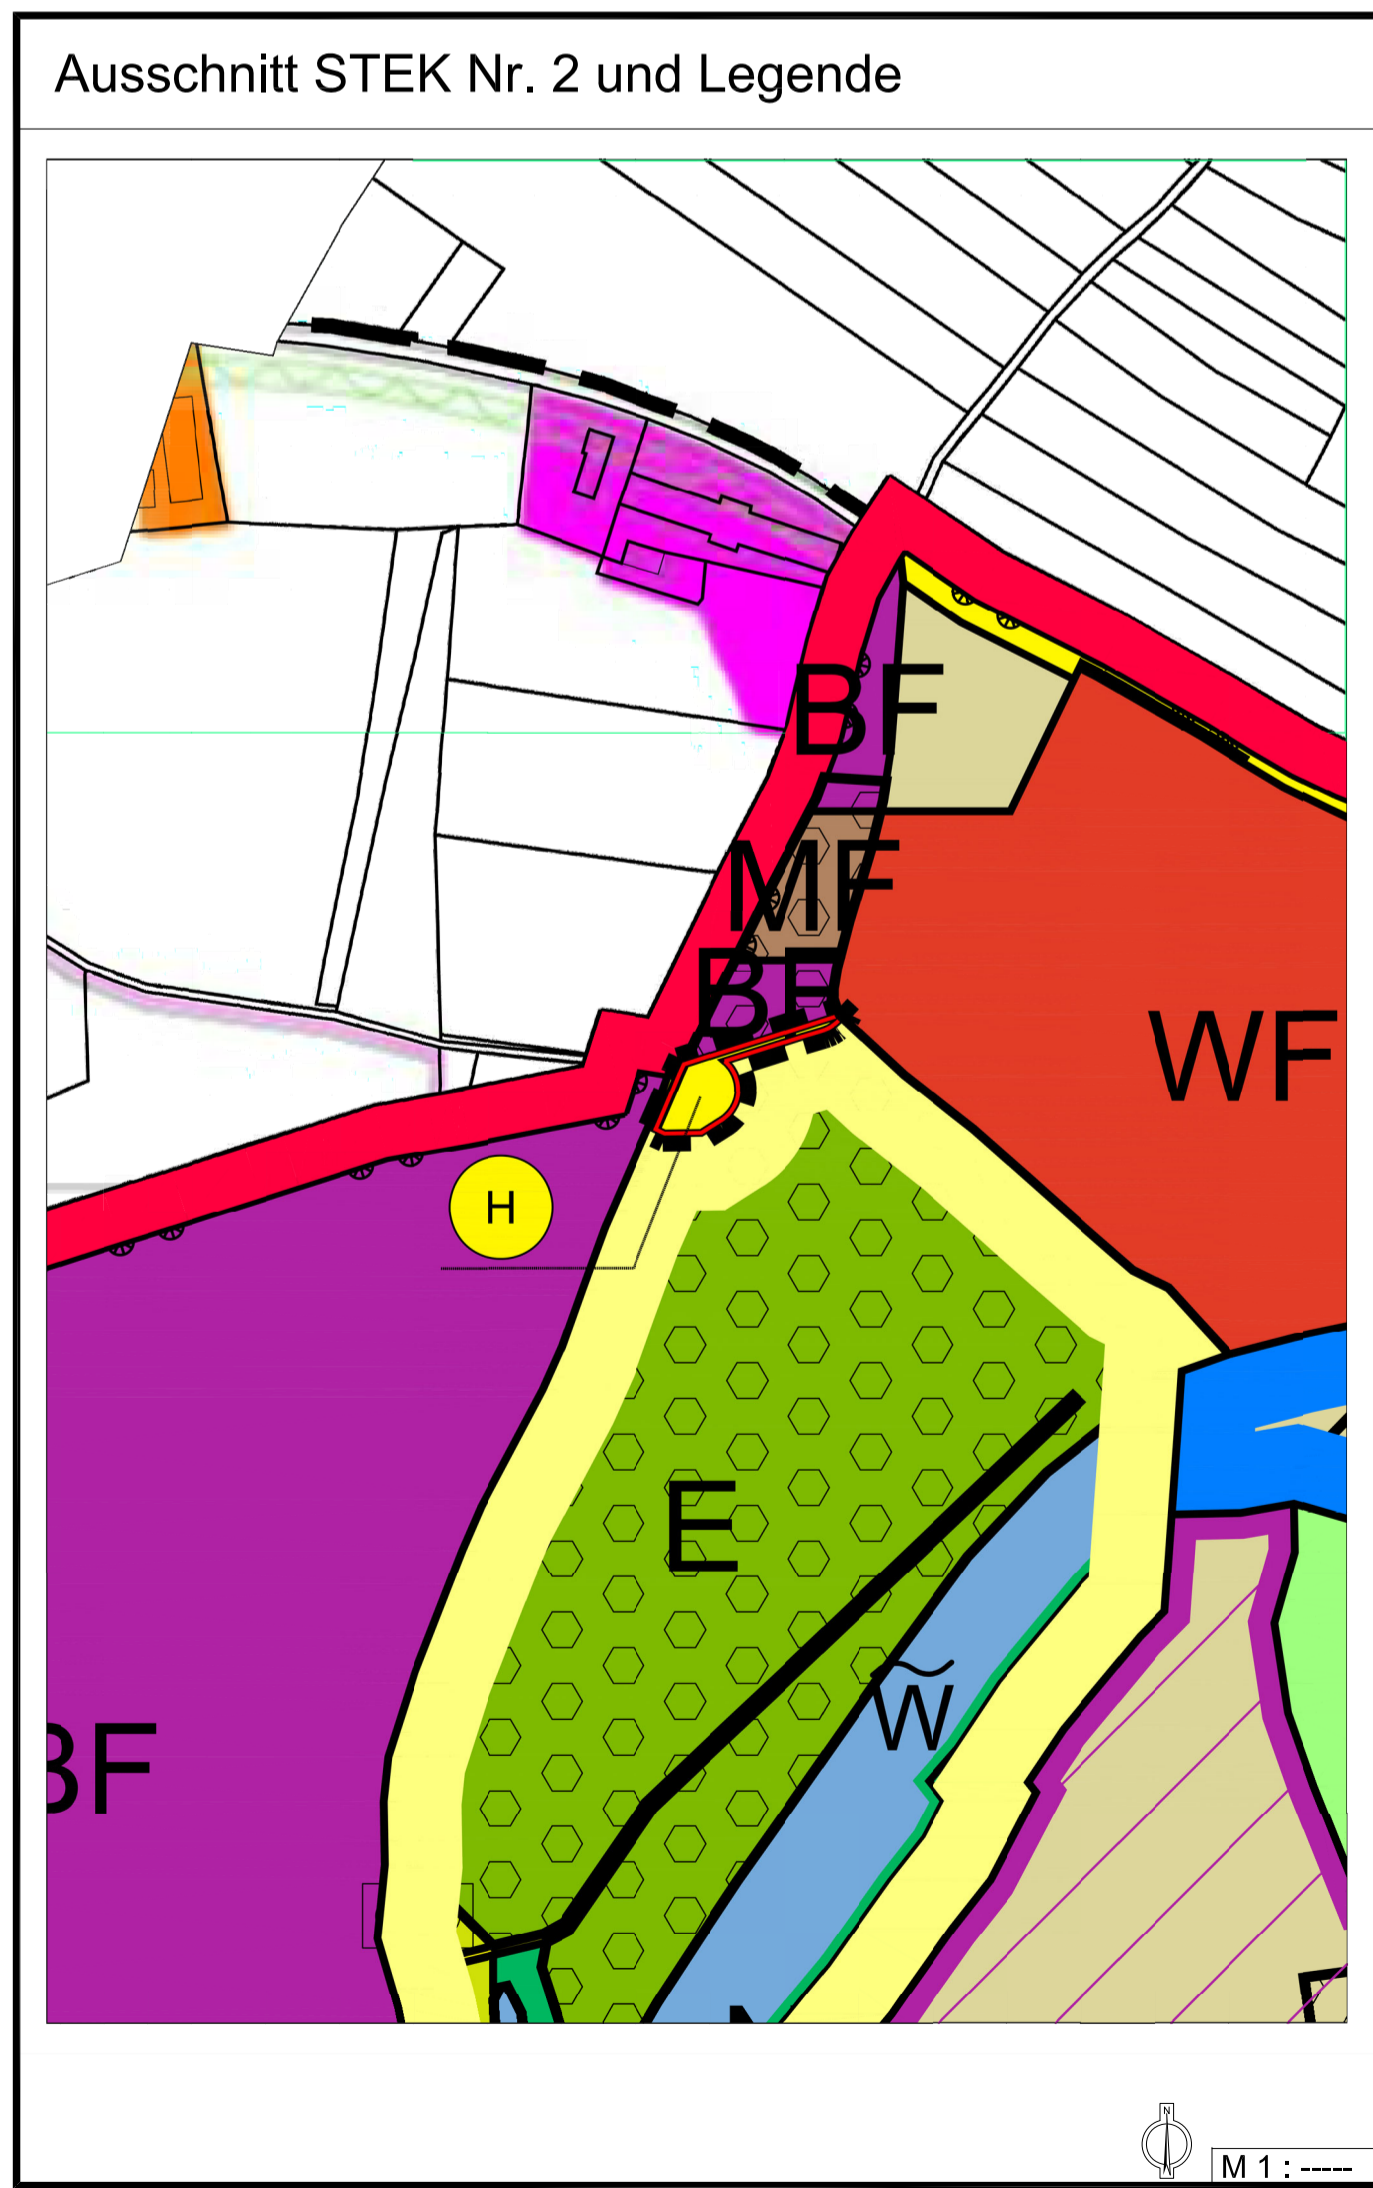 Ausschnitt STEK Nr. 2 und Legende
BF
MF
BF
WF
H
E
W
BF
N
M 1 : -----